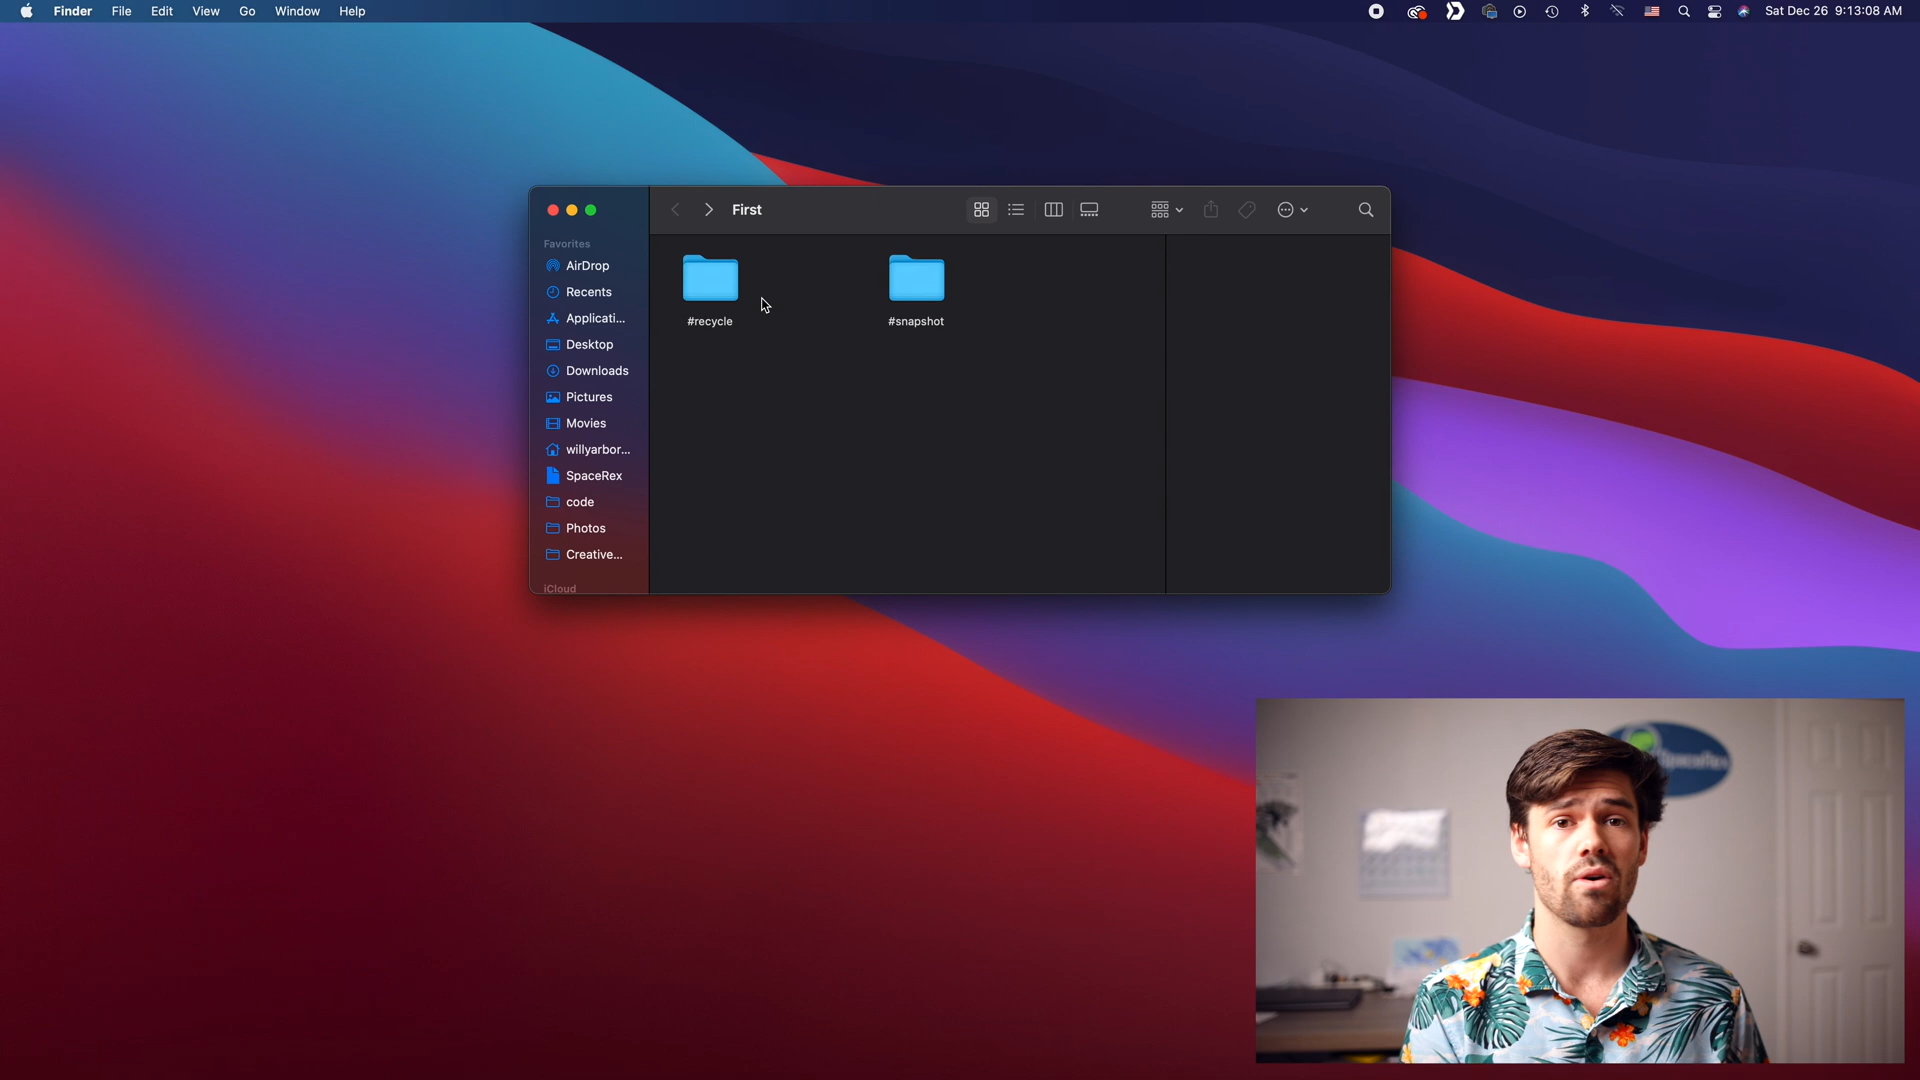 Finder File Edit View Go Window Help
Sat Dec 26 9:13:08 AM
First
Favorites
AirDrop
Recents
Applicati...
Desktop
Downloads
Pictures
Movies
willyarbor...
SpaceRex
code
Photos
Creative...
iCloud
#recycle
#snapshot
SpaceRex